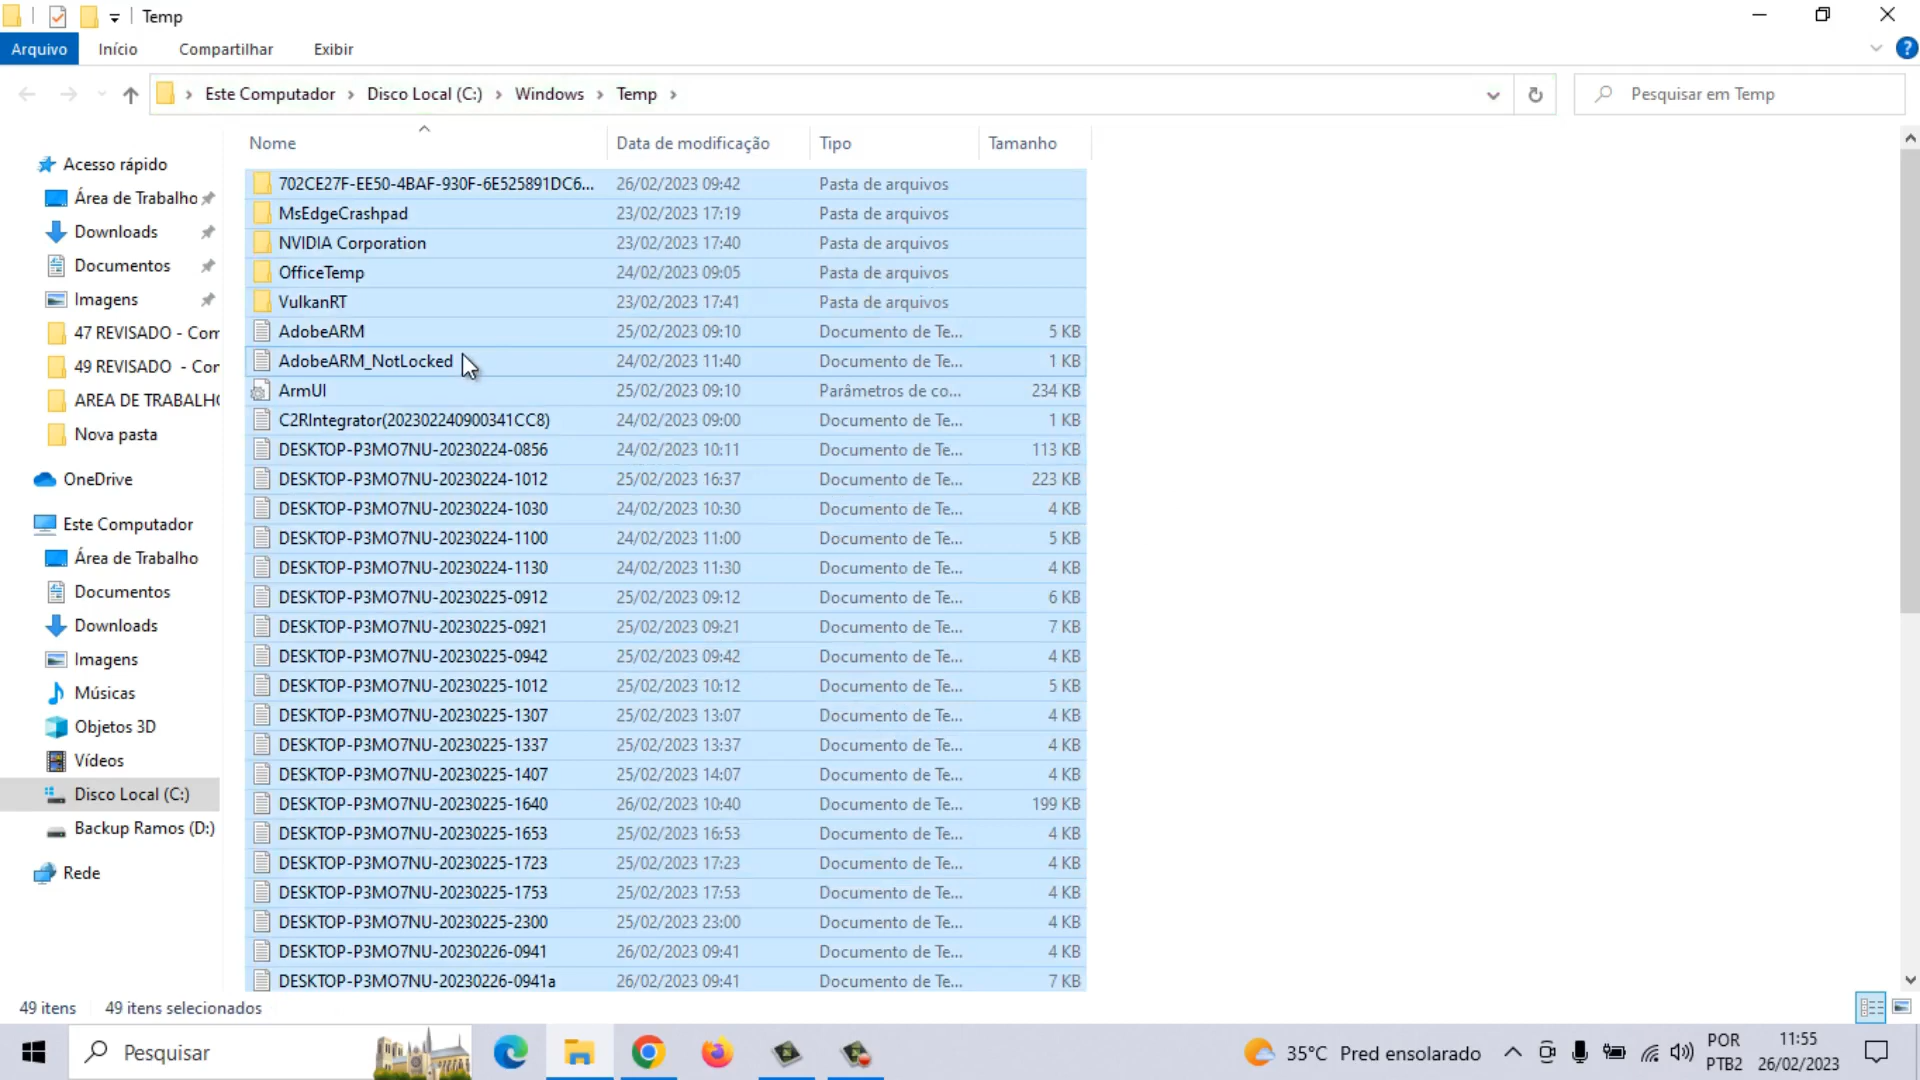 Temp
Arquivo Início Compartilhar Exibir
Este Computador Disco Local (C:) Windows Temp
Pesquisar em Temp
Nome Data de modificação Tipo Tamanho
Acesso rápido
Área de Trabalho
Downloads
Documentos
Imagens
47 REVISADO - Com
49 REVISADO - Cor
AREA DE TRABALHO
Nova pasta
OneDrive
Este Computador
Área de Trabalho
Documentos
Downloads
Imagens
Músicas
Objetos 3D
Vídeos
Disco Local (C:)
Backup Ramos (D:)
Rede
702CE27F-EE50-4BAF-930F-6E525891DC6... 26/02/2023 09:42 Pasta de arquivos
MsEdgeCrashpad 23/02/2023 17:19 Pasta de arquivos
NVIDIA Corporation 23/02/2023 17:40 Pasta de arquivos
OfficeTemp 24/02/2023 09:05 Pasta de arquivos
VulkanRT 23/02/2023 17:41 Pasta de arquivos
AdobeARM 25/02/2023 09:10 Documento de Te... 5 KB
AdobeARM_NotLocked 24/02/2023 11:40 Documento de Te... 1 KB
ArmUI 25/02/2023 09:10 Parâmetros de co... 234 KB
C2RIntegrator(202302240900341CC8) 24/02/2023 09:00 Documento de Te... 1 KB
DESKTOP-P3MO7NU-20230224-0856 24/02/2023 10:11 Documento de Te... 113 KB
DESKTOP-P3MO7NU-20230224-1012 25/02/2023 16:37 Documento de Te... 223 KB
DESKTOP-P3MO7NU-20230224-1030 24/02/2023 10:30 Documento de Te... 4 KB
DESKTOP-P3MO7NU-20230224-1100 24/02/2023 11:00 Documento de Te... 5 KB
DESKTOP-P3MO7NU-20230224-1130 24/02/2023 11:30 Documento de Te... 4 KB
DESKTOP-P3MO7NU-20230225-0912 25/02/2023 09:12 Documento de Te... 6 KB
DESKTOP-P3MO7NU-20230225-0921 25/02/2023 09:21 Documento de Te... 7 KB
DESKTOP-P3MO7NU-20230225-0942 25/02/2023 09:42 Documento de Te... 4 KB
DESKTOP-P3MO7NU-20230225-1012 25/02/2023 10:12 Documento de Te... 5 KB
DESKTOP-P3MO7NU-20230225-1307 25/02/2023 13:07 Documento de Te... 4 KB
DESKTOP-P3MO7NU-20230225-1337 25/02/2023 13:37 Documento de Te... 4 KB
DESKTOP-P3MO7NU-20230225-1407 25/02/2023 14:07 Documento de Te... 4 KB
DESKTOP-P3MO7NU-20230225-1640 26/02/2023 10:40 Documento de Te... 199 KB
DESKTOP-P3MO7NU-20230225-1653 25/02/2023 16:53 Documento de Te... 4 KB
DESKTOP-P3MO7NU-20230225-1723 25/02/2023 17:23 Documento de Te... 4 KB
DESKTOP-P3MO7NU-20230225-1753 25/02/2023 17:53 Documento de Te... 4 KB
DESKTOP-P3MO7NU-20230225-2300 25/02/2023 23:00 Documento de Te... 4 KB
DESKTOP-P3MO7NU-20230226-0941 26/02/2023 09:41 Documento de Te... 4 KB
DESKTOP-P3MO7NU-20230226-0941a 26/02/2023 09:41 Documento de Te... 7 KB
49 itens 49 itens selecionados
Pesquisar
35°C Pred ensolarado
POR
PTB2
11:55
26/02/2023